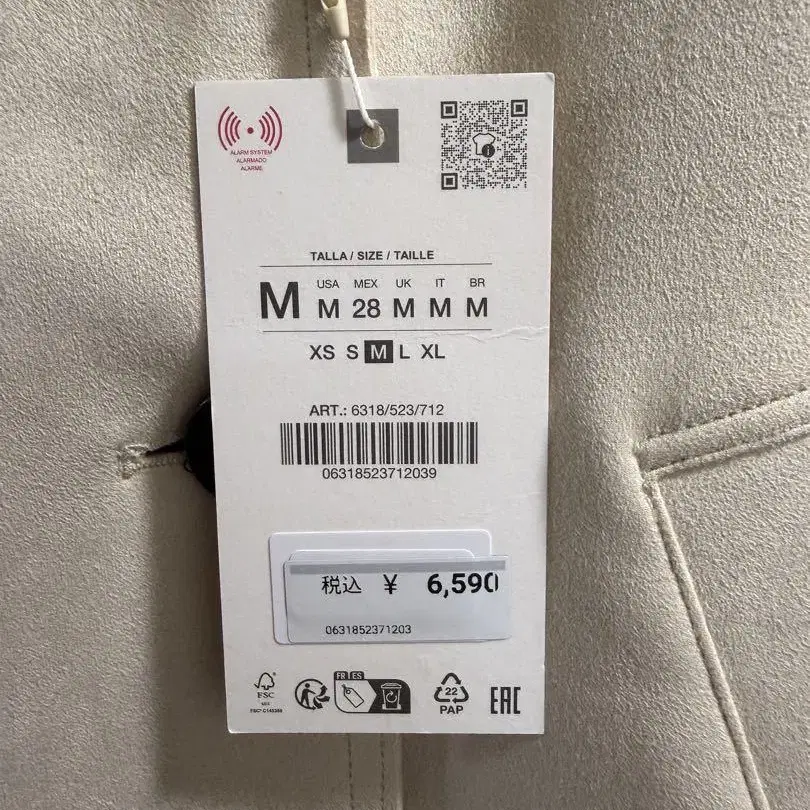 ALARM SYSTEM
ALARMADO
ALARME
TALLA / SIZE / TAILLE
USA MEX UK IT BR
M M 28 M M M
XS S M L XL
ART.: 6318/523/712
06318523712039
税込 ¥ 6,590
0631852371203
FR ES
FSC
22
PAP
EAC